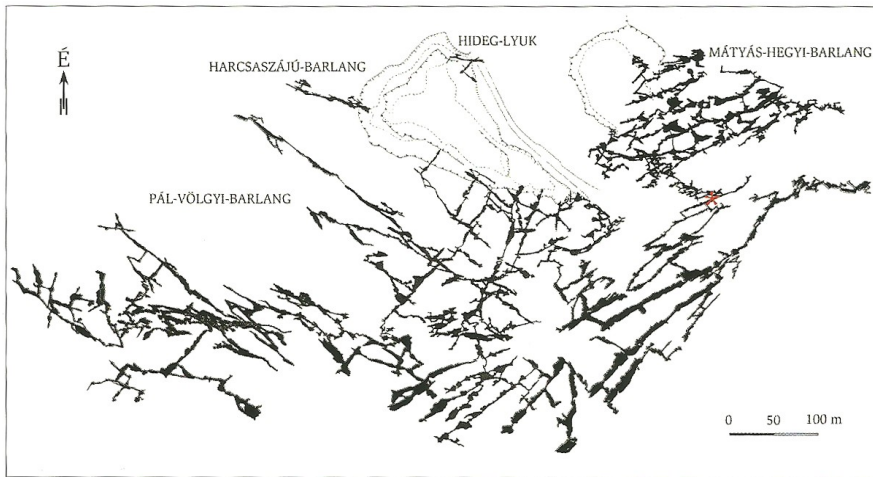 HIDEG-LYUK
MÁTYÁS-HEGYI-BARLANG
É
HARCSASZÁJÚ-BARLANG
PÁL-VÖLGYI-BARLANG
0 50 100 m